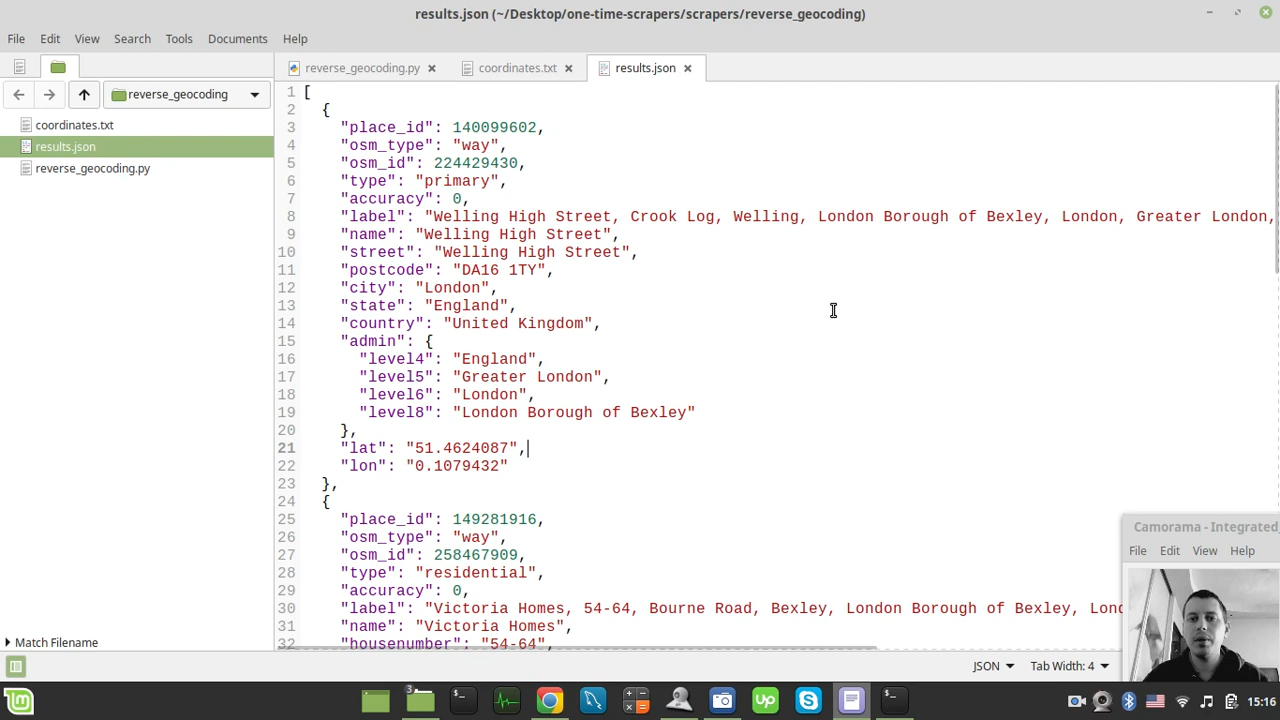 results.json (~/Desktop/one-time-scrapers/scrapers/reverse_geocoding)
File Edit View Search Tools Documents Help
reverse_geocoding.py coordinates.txt results.json
reverse_geocoding
coordinates.txt
results.json
reverse_geocoding.py
1 [
2 {
3 "place_id": 140099602,
4 "osm_type": "way",
5 "osm_id": 224429430,
6 "type": "primary",
7 "accuracy": 0,
8 "label": "Welling High Street, Crook Log, Welling, London Borough of Bexley, London, Greater London,
9 "name": "Welling High Street",
10 "street": "Welling High Street",
11 "postcode": "DA16 1TY",
12 "city": "London",
13 "state": "England",
14 "country": "United Kingdom",
15 "admin": {
16 "level4": "England",
17 "level5": "Greater London",
18 "level6": "London",
19 "level8": "London Borough of Bexley"
20 },
21 "lat": "51.4624087",
22 "lon": "0.1079432"
23 },
24 {
25 "place_id": 149281916,
26 "osm_type": "way",
27 "osm_id": 258467909,
28 "type": "residential",
29 "accuracy": 0,
30 "label": "Victoria Homes, 54-64, Bourne Road, Bexley, London Borough of Bexley, Lon
31 "name": "Victoria Homes",
32 "housenumber": "54-64",
Camorama - Integrated
File Edit View Help
Match Filename
JSON Tab Width: 4
3
up
15:16